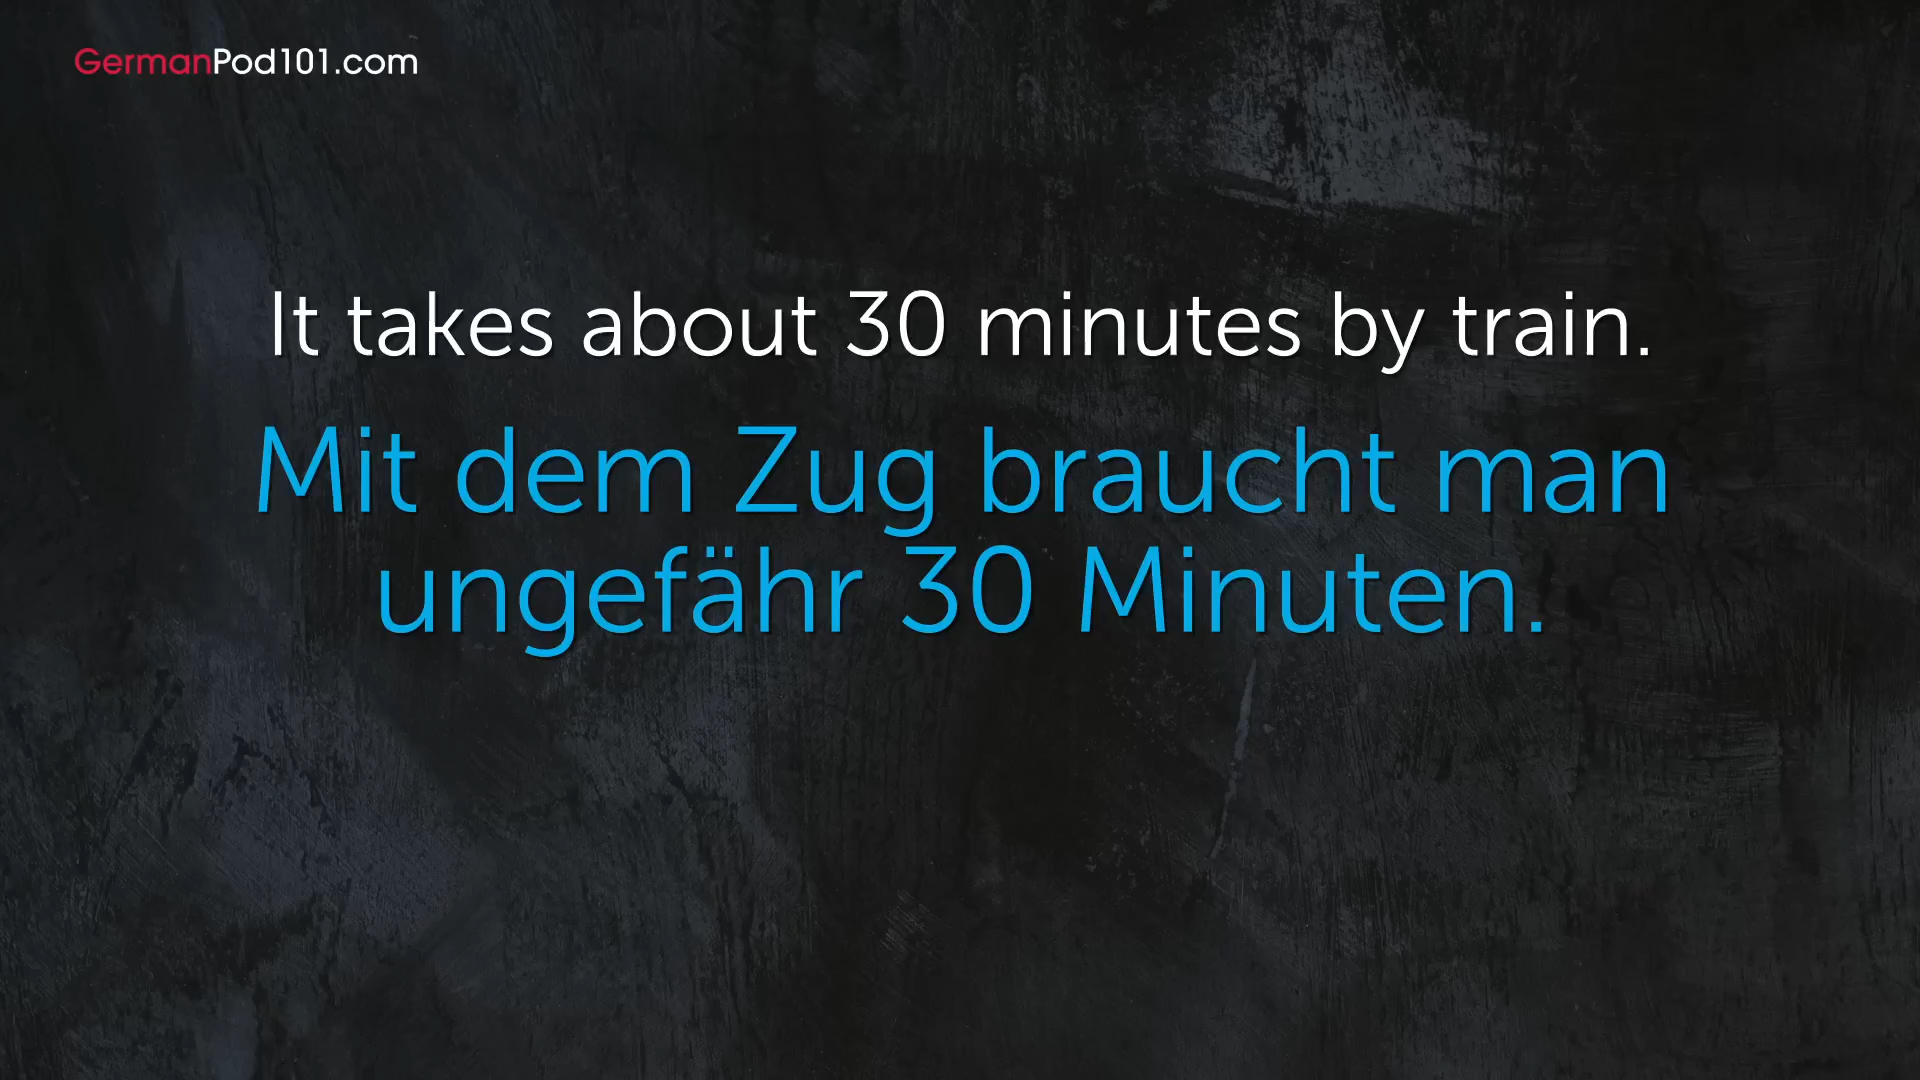 GermanPod101.com
It takes about 30 minutes by train.
Mit dem Zug braucht man
ungefähr 30 Minuten.